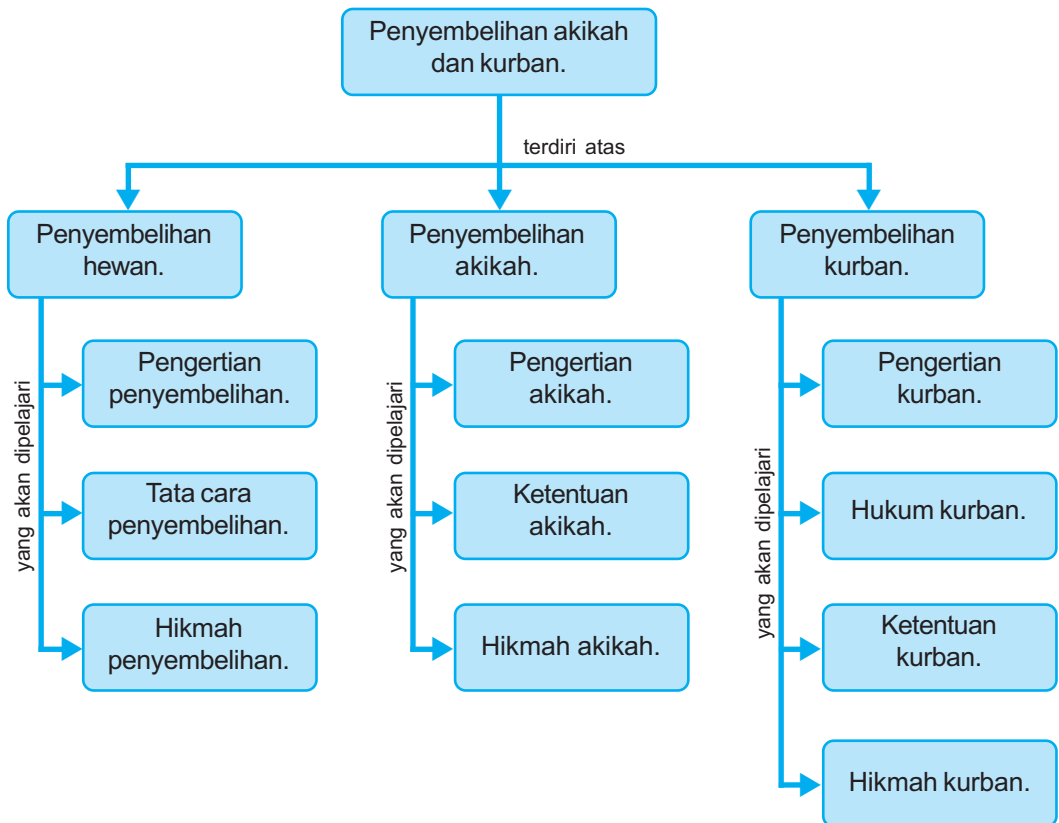 Penyembelihan akikah
dan kurban.
terdiri atas
Penyembelihan
hewan.
yang akan dipelajari
Pengertian
penyembelihan.
Tata cara
penyembelihan.
Hikmah
penyembelihan.
Penyembelihan
akikah.
yang akan dipelajari
Pengertian
akikah.
Ketentuan
akikah.
Hikmah akikah.
Penyembelihan
kurban.
yang akan dipelajari
Pengertian
kurban.
Hukum kurban.
Ketentuan
kurban.
Hikmah kurban.